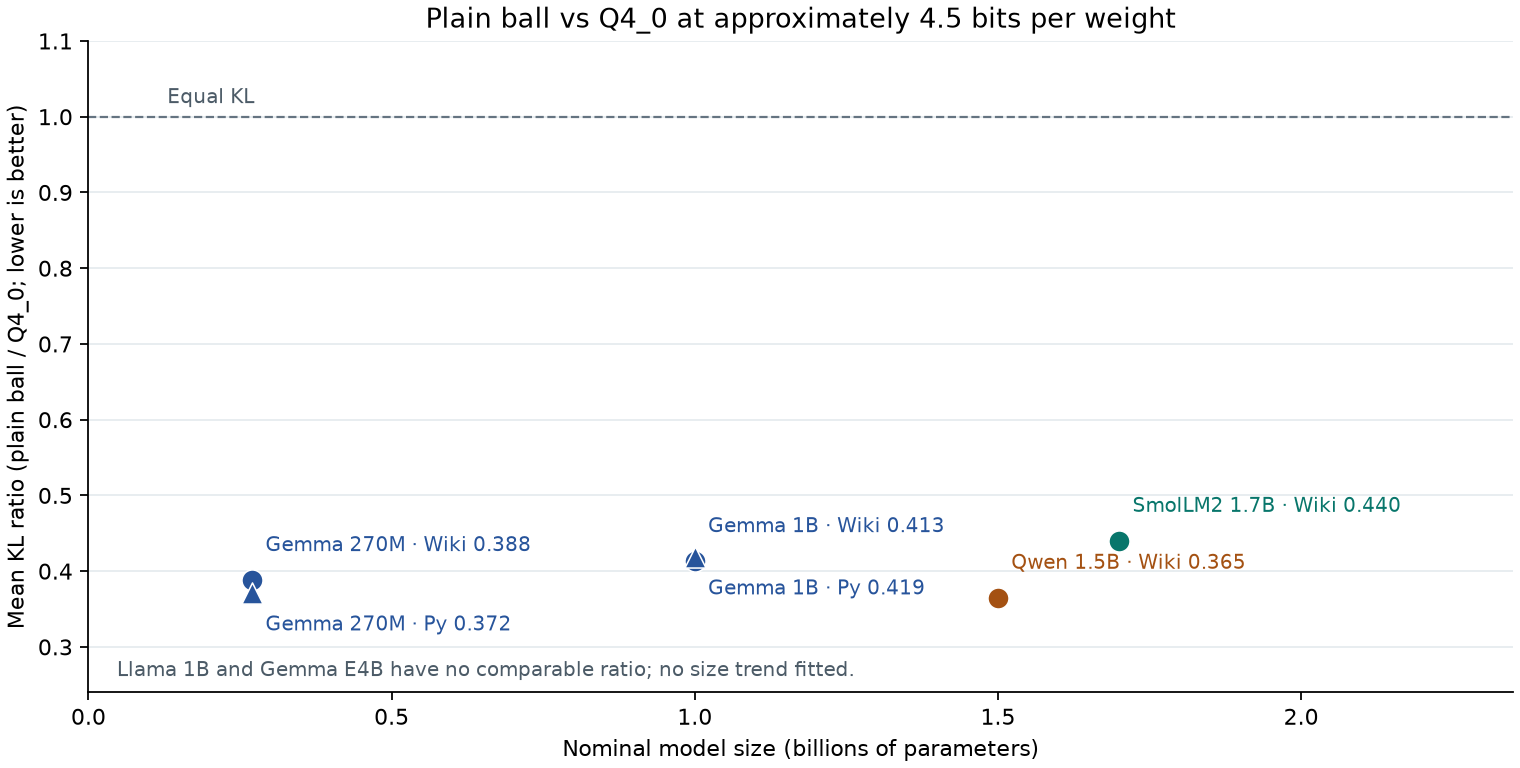 Plain ball vs Q4_0 at approximately 4.5 bits per weight
Mean KL ratio (plain ball / Q4_0; lower is better)
1.1
1.0
0.9
0.8
0.7
0.6
0.5
0.4
0.3
Equal KL
SmolLM2 1.7B · Wiki 0.440
Gemma 1B · Wiki 0.413
Gemma 270M · Wiki 0.388
Qwen 1.5B · Wiki 0.365
Gemma 1B · Py 0.419
Gemma 270M · Py 0.372
Llama 1B and Gemma E4B have no comparable ratio; no size trend fitted.
0.0
0.5
1.0
1.5
2.0
Nominal model size (billions of parameters)